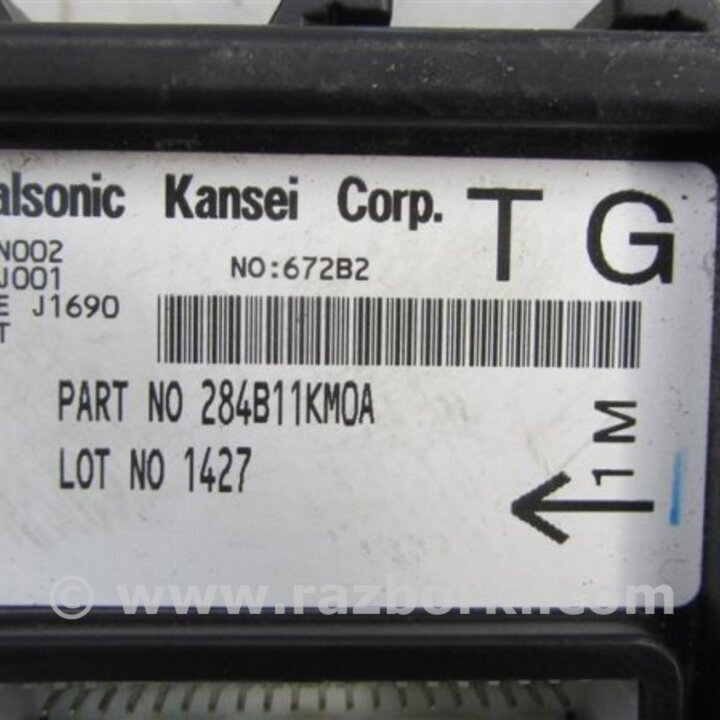 alsonic Kansei Corp. T G
N002
J001
E J1690
T
NO:672B2
PART NO 284B11KM0A
LOT NO 1427
1M
© www.razborki.com